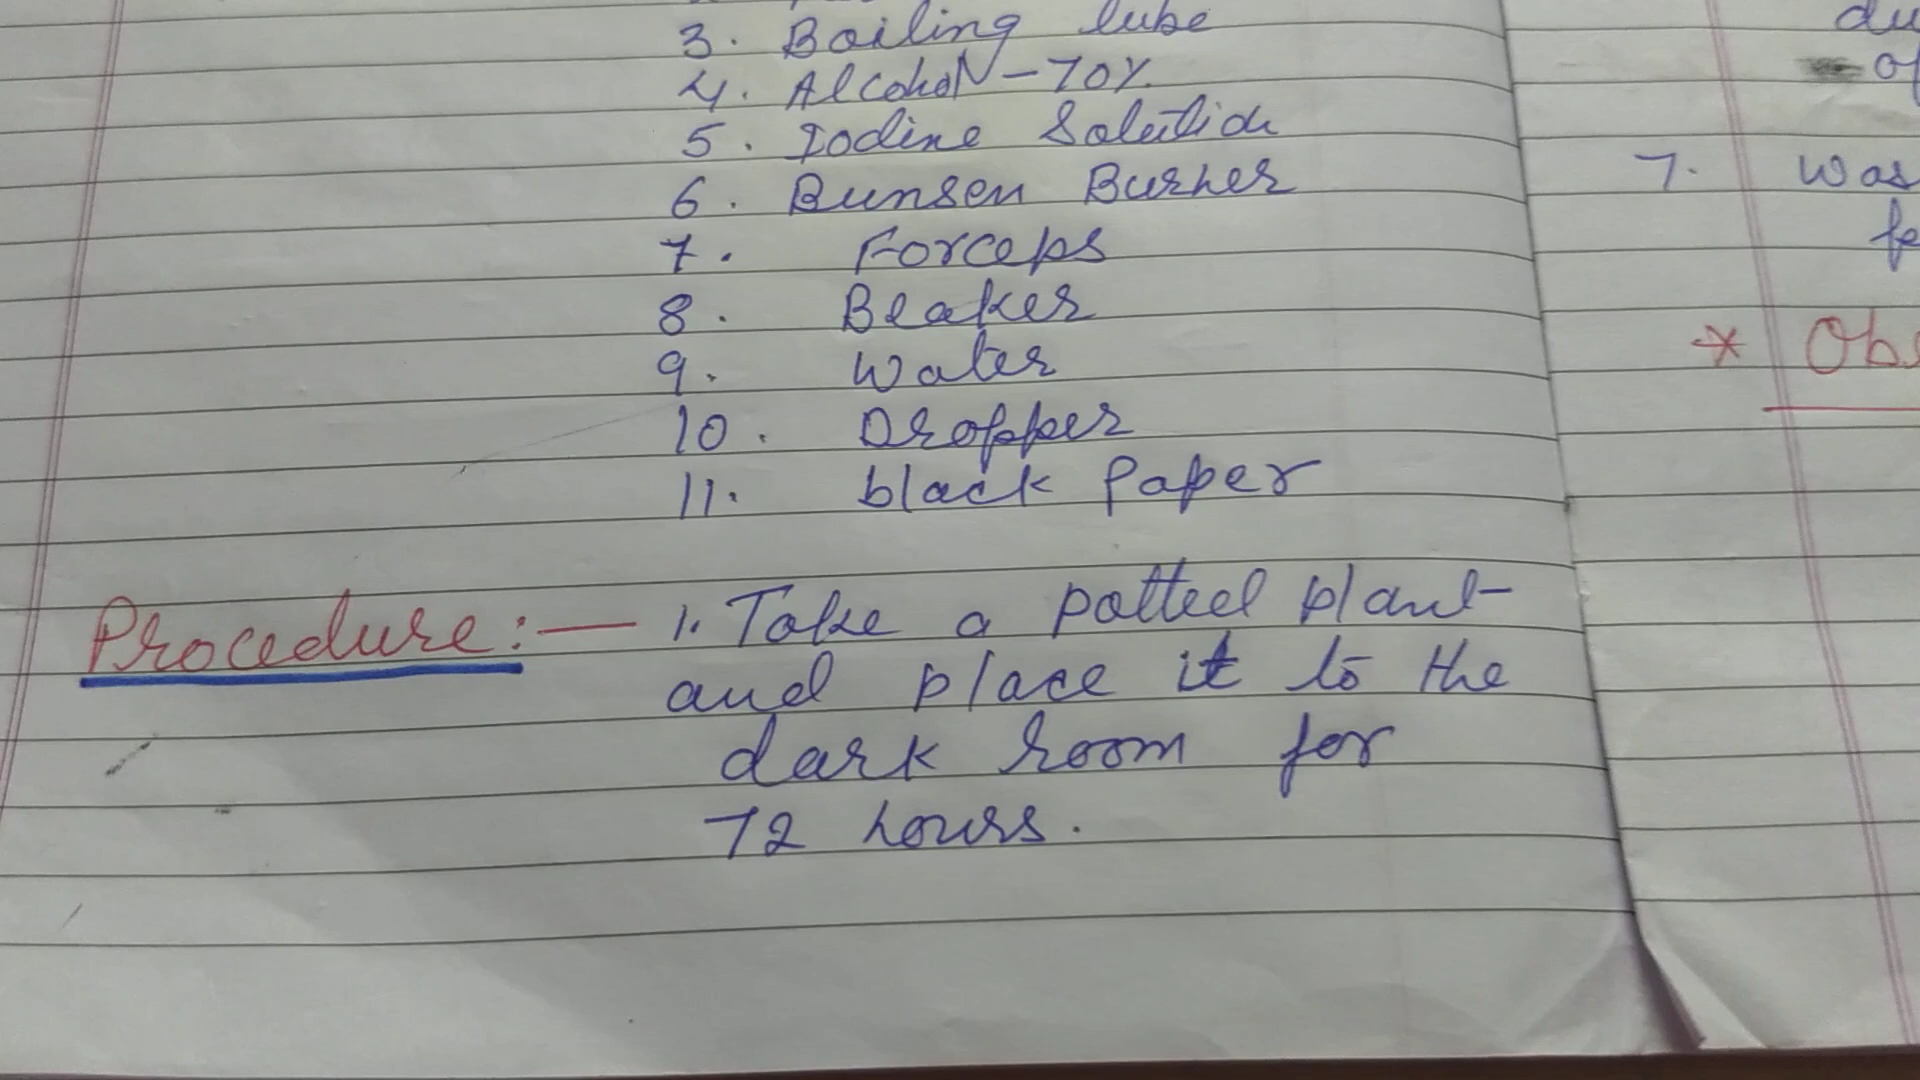 3. Boiling tube
4. Alcohol - 70%
5. Iodine Solution
6. Bunsen Burner
7. Forceps
8. Beaker
9. Water
10. Dropper
11. black Paper
Procedure:— 1. Take a potted plant
and place it to the
dark room for
72 hours.
7.
* Obs